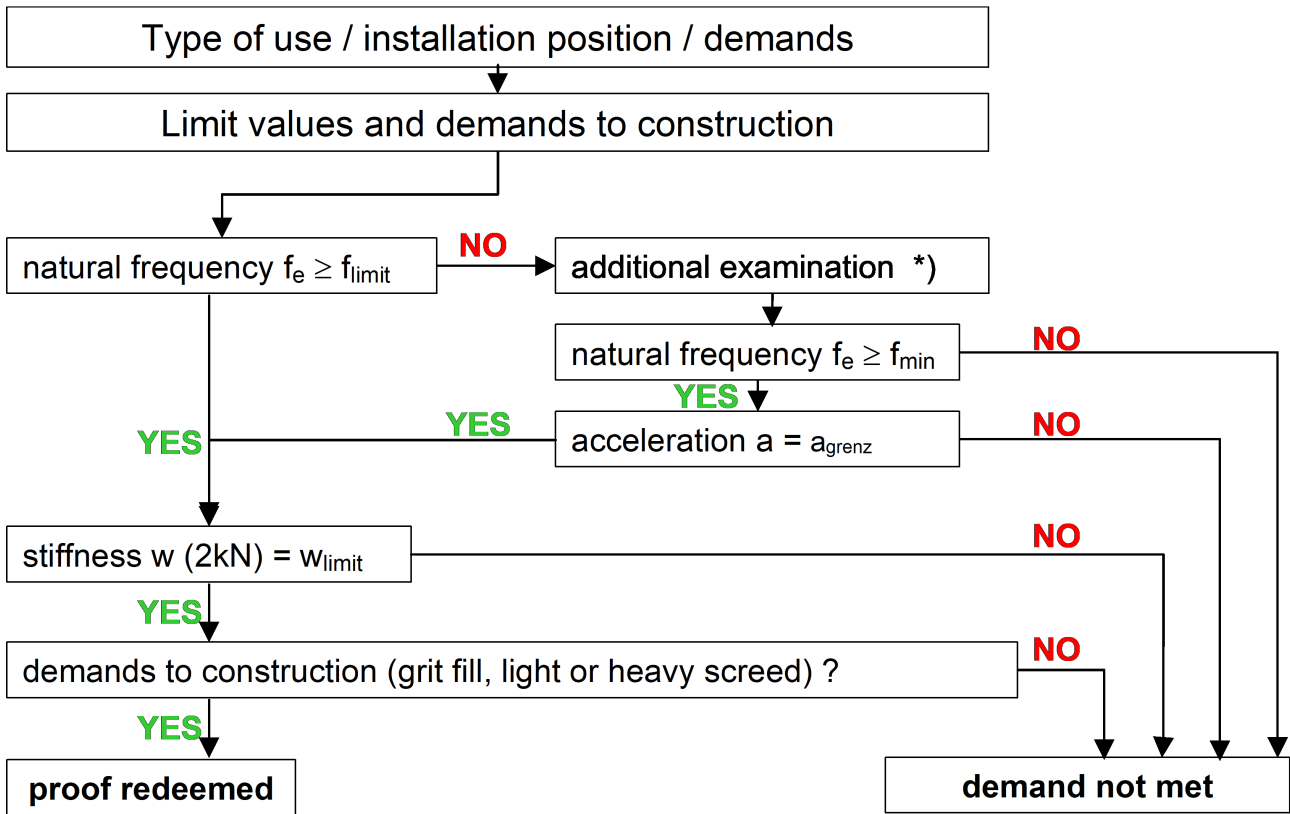 Type of use / installation position / demands
Limit values and demands to construction
natural frequency fe ≥ flimit
NO
additional examination *)
natural frequency fe ≥ fmin
NO
YES
YES
YES
acceleration a = agrenz
NO
stiffness w (2kN) = wlimit
NO
YES
demands to construction (grit fill, light or heavy screed) ?
NO
YES
proof redeemed
demand not met